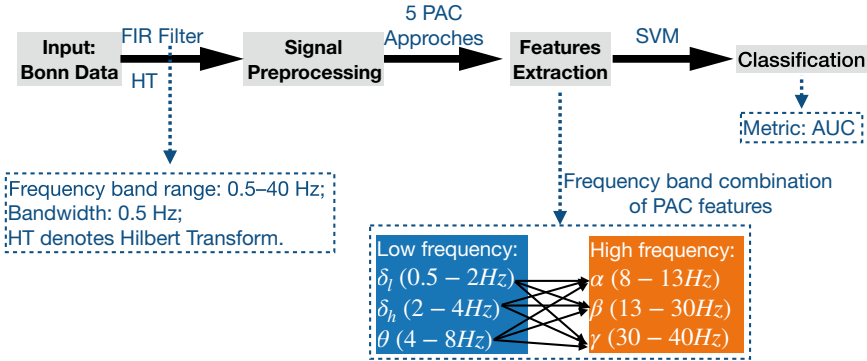 Input:
Bonn Data
FIR Filter
HT
Signal
Preprocessing
5 PAC
Approches
Features
Extraction
SVM
Classification
Metric: AUC
Frequency band range: 0.5–40 Hz;
Bandwidth: 0.5 Hz;
HT denotes Hilbert Transform.
Frequency band combination
of PAC features
Low frequency:
δₗ (0.5 − 2Hz)
δₕ (2 − 4Hz)
θ (4 − 8Hz)
High frequency:
α (8 − 13Hz)
β (13 − 30Hz)
γ (30 − 40Hz)